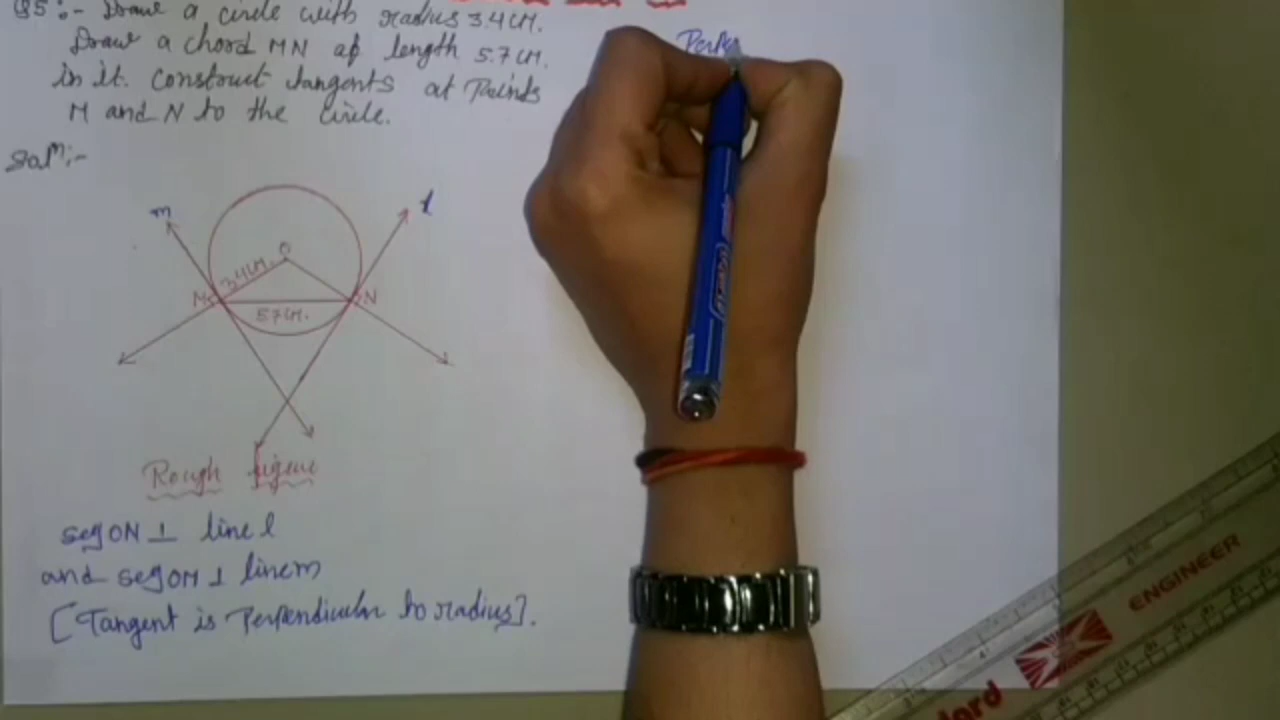 Q5:- Draw a circle with radius 3.4 cm.
Draw a chord MN of length 5.7 cm.
in it. Construct tangents at Points
M and N to the circle.
Solⁿ:-
m
l
O
3.4 cm.
M
N
5.7 cm.
Rough figure
seg ON ⊥ line l
and seg OM ⊥ line m
[Tangent is Perpendicular to radius].
Perpe
ENGINEER